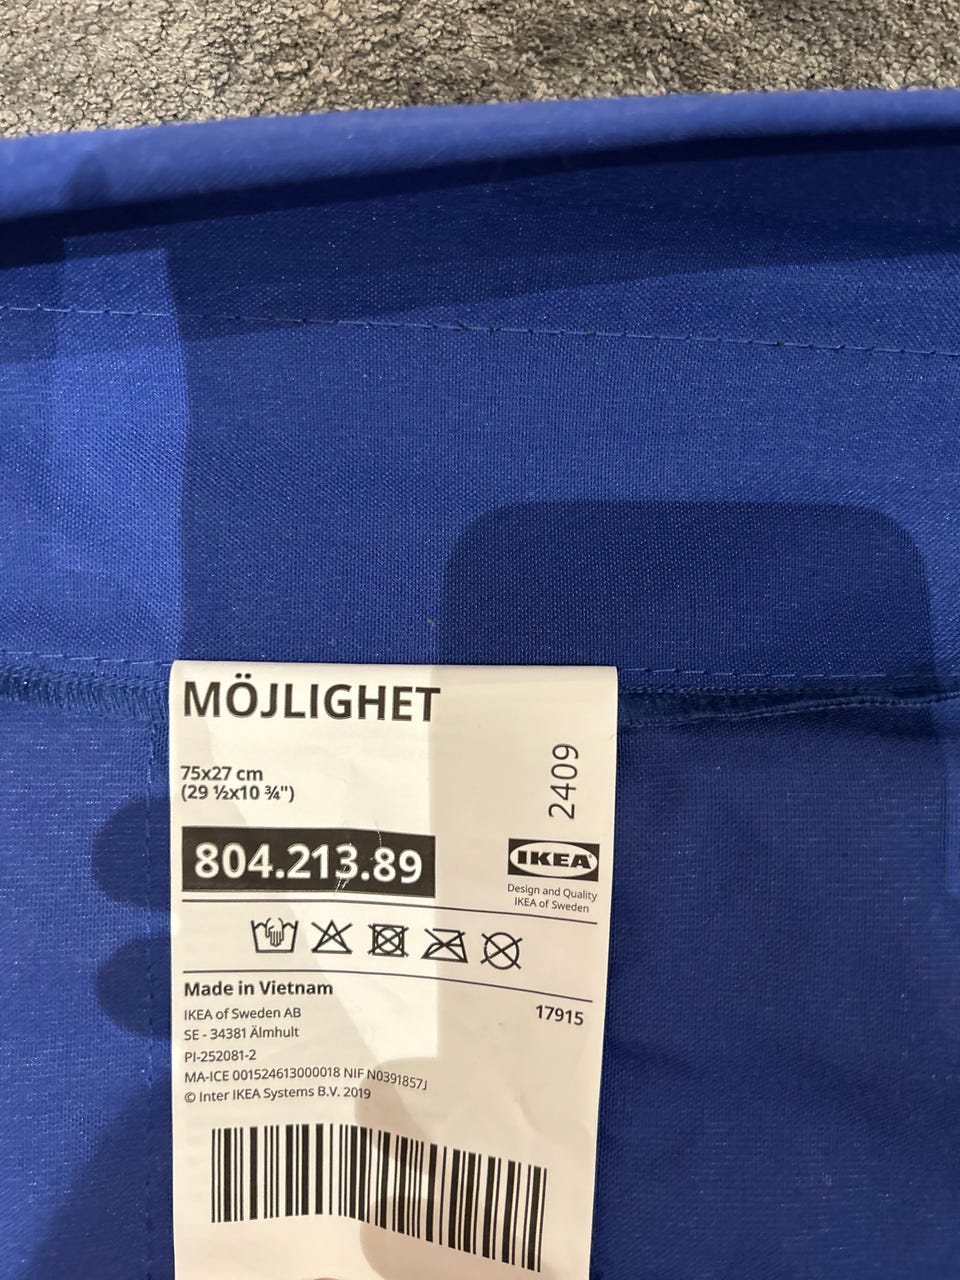 MÖJLIGHET
75x27 cm
(29 ½x10 ¾")
2409
804.213.89
IKEA
Design and Quality
IKEA of Sweden
Made in Vietnam
IKEA of Sweden AB
SE - 34381 Älmhult
PI-252081-2
MA-ICE 001524613000018 NIF N0391857J
© Inter IKEA Systems B.V. 2019
17915